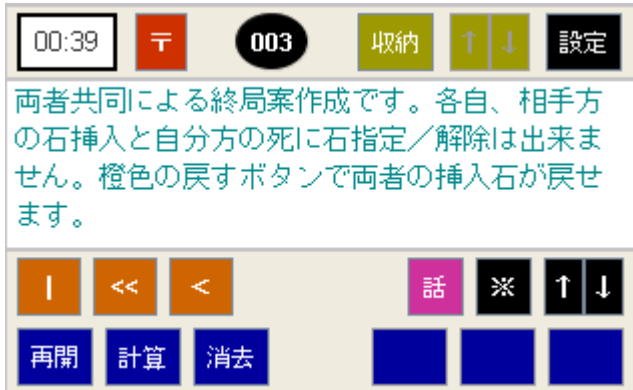 00:39 〒 003 収納 ↑ ↓ 設定
両者共同による終局案作成です。各自、相手方
の石挿入と自分方の死に石指定／解除は出来ま
せん。橙色の戻すボタンで両者の挿入石が戻せ
ます。
| << < 話 ※ ↑ ↓
再開 計算 消去